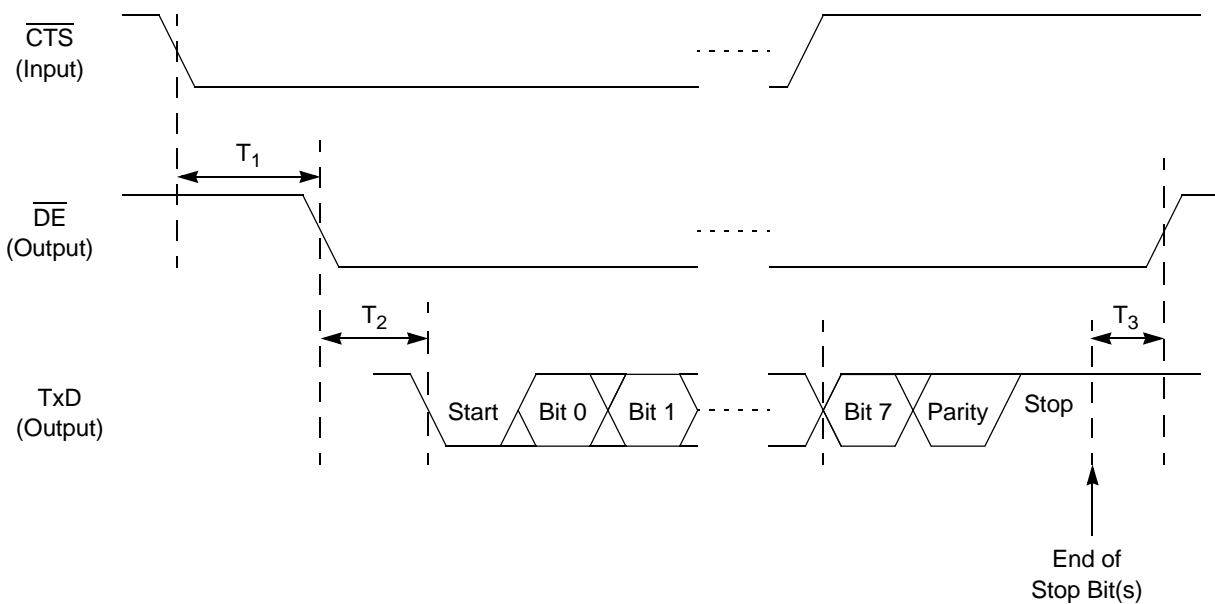 CTS
(Input)
T1
DE
(Output)
T2
T3
TxD
(Output)
Start
Bit 0
Bit 1
Bit 7
Parity
Stop
End of
Stop Bit(s)